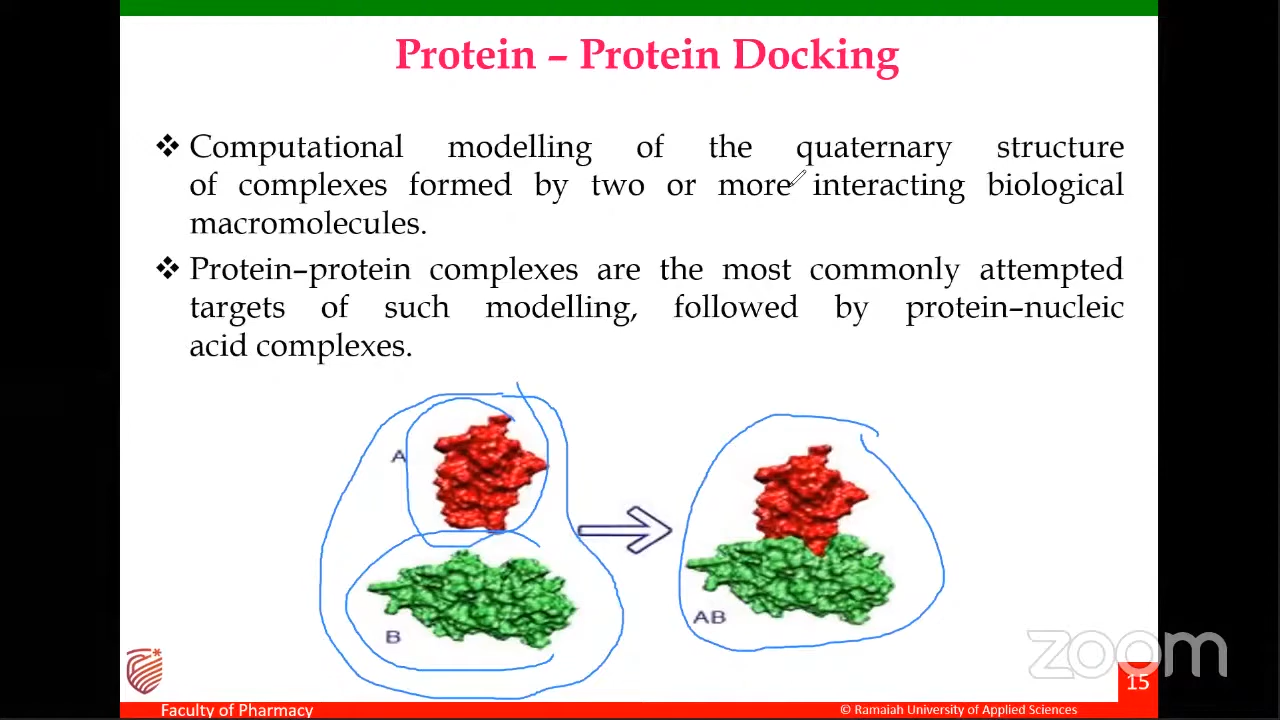 Protein – Protein Docking
❖ Computational modelling of the quaternary structure
of complexes formed by two or more interacting biological
macromolecules.
❖ Protein–protein complexes are the most commonly attempted
targets of such modelling, followed by protein–nucleic
acid complexes.
A
B
AB
zoom
15
Faculty of Pharmacy
© Ramaiah University of Applied Sciences